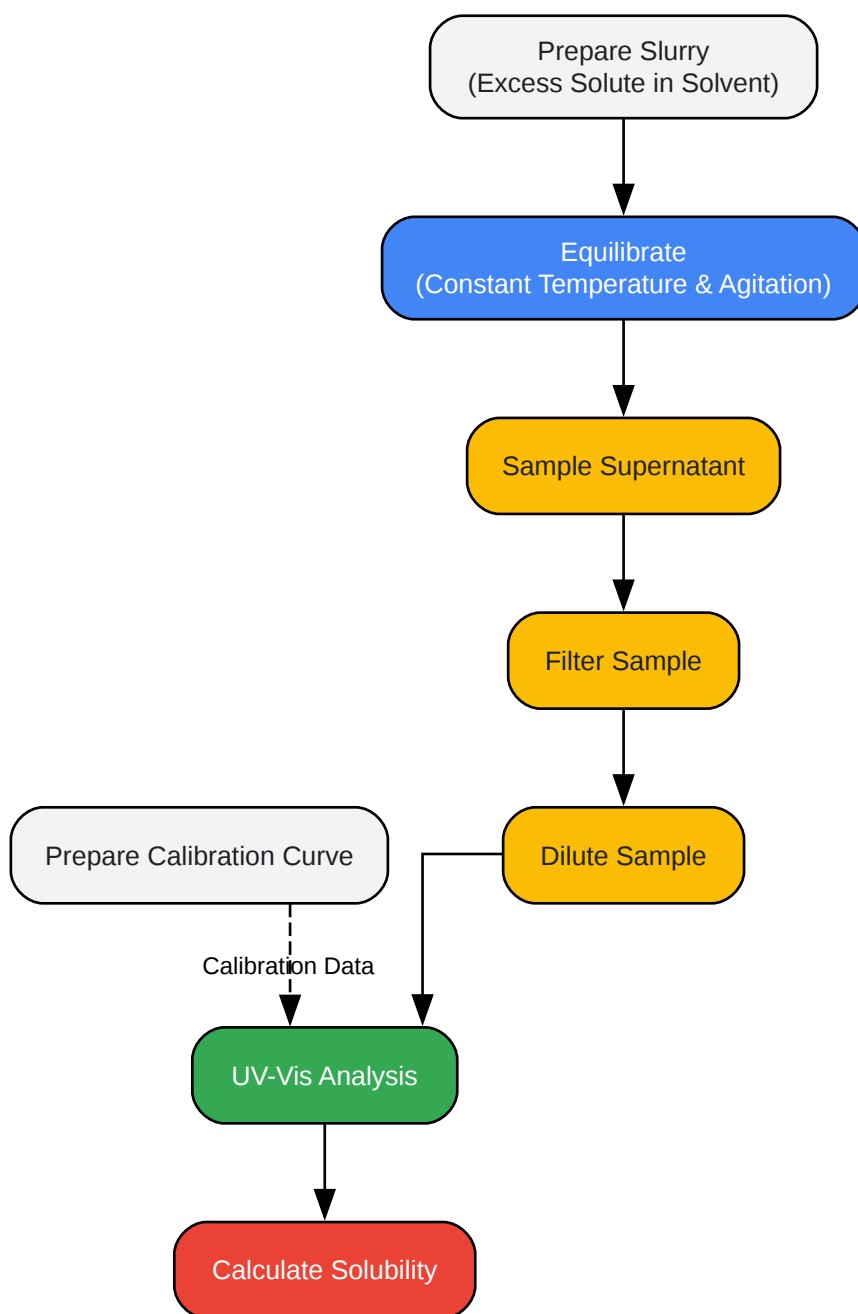 Prepare Slurry
(Excess Solute in Solvent)
Equilibrate
(Constant Temperature & Agitation)
Sample Supernatant
Filter Sample
Prepare Calibration Curve
Dilute Sample
Calibration Data
UV-Vis Analysis
Calculate Solubility